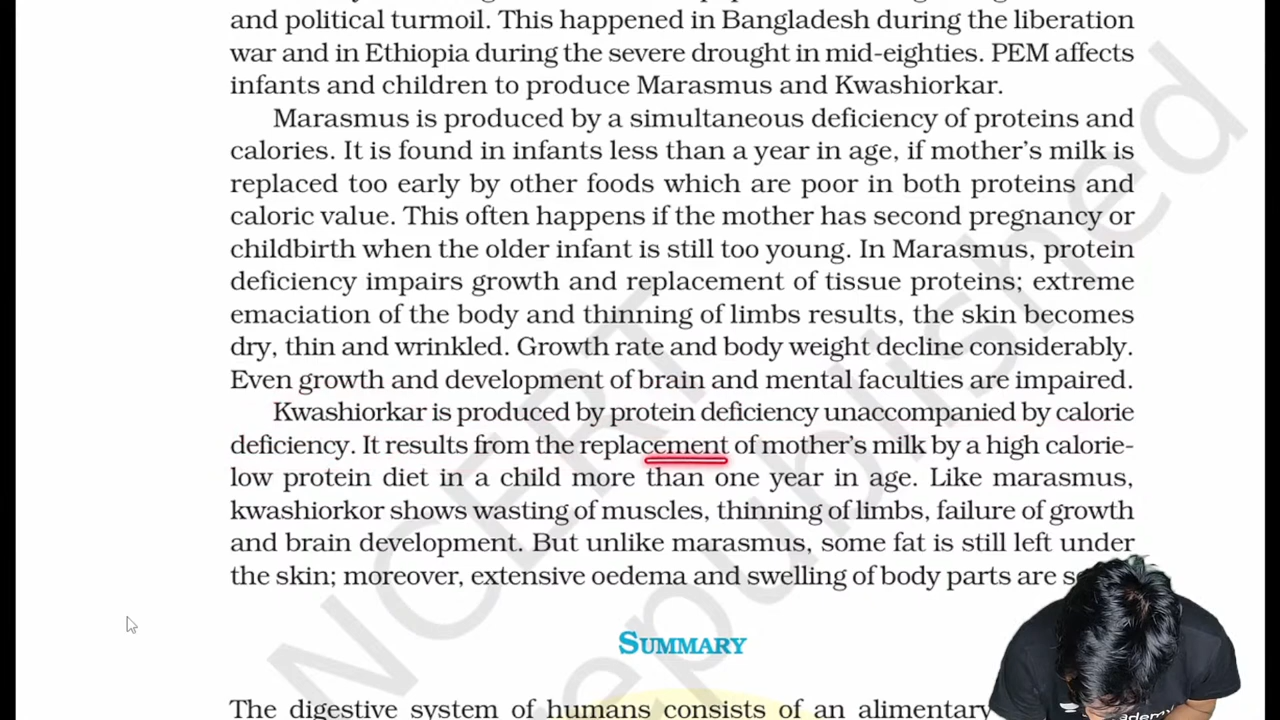 and political turmoil. This happened in Bangladesh during the liberation
war and in Ethiopia during the severe drought in mid-eighties. PEM affects
infants and children to produce Marasmus and Kwashiorkar.
Marasmus is produced by a simultaneous deficiency of proteins and
calories. It is found in infants less than a year in age, if mother's milk is
replaced too early by other foods which are poor in both proteins and
caloric value. This often happens if the mother has second pregnancy or
childbirth when the older infant is still too young. In Marasmus, protein
deficiency impairs growth and replacement of tissue proteins; extreme
emaciation of the body and thinning of limbs results, the skin becomes
dry, thin and wrinkled. Growth rate and body weight decline considerably.
Even growth and development of brain and mental faculties are impaired.
Kwashiorkar is produced by protein deficiency unaccompanied by calorie
deficiency. It results from the replacement of mother's milk by a high calorie-
low protein diet in a child more than one year in age. Like marasmus,
kwashiorkor shows wasting of muscles, thinning of limbs, failure of growth
and brain development. But unlike marasmus, some fat is still left under
the skin; moreover, extensive oedema and swelling of body parts are
SUMMARY
The digestive system of humans consists of an alimentary
NCERT
republished